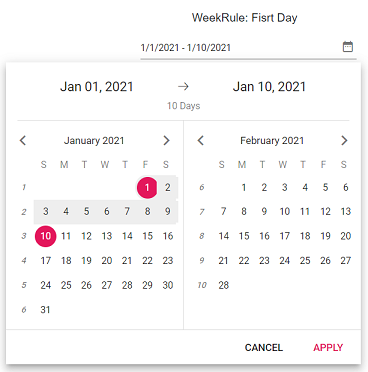 WeekRule: Fisrt Day
1/1/2021 - 1/10/2021
Jan 01, 2021 → Jan 10, 2021
10 Days
January 2021 February 2021
S M T W T F S S M T W T F S
1 1 2 6 1 2 3 4 5 6
2 3 4 5 6 7 8 9 7 8 9 10 11 12 13
3 10 11 12 13 14 15 16 8 14 15 16 17 18 19 20
4 17 18 19 20 21 22 23 9 21 22 23 24 25 26 27
5 24 25 26 27 28 29 30 10 28
6 31
CANCEL APPLY